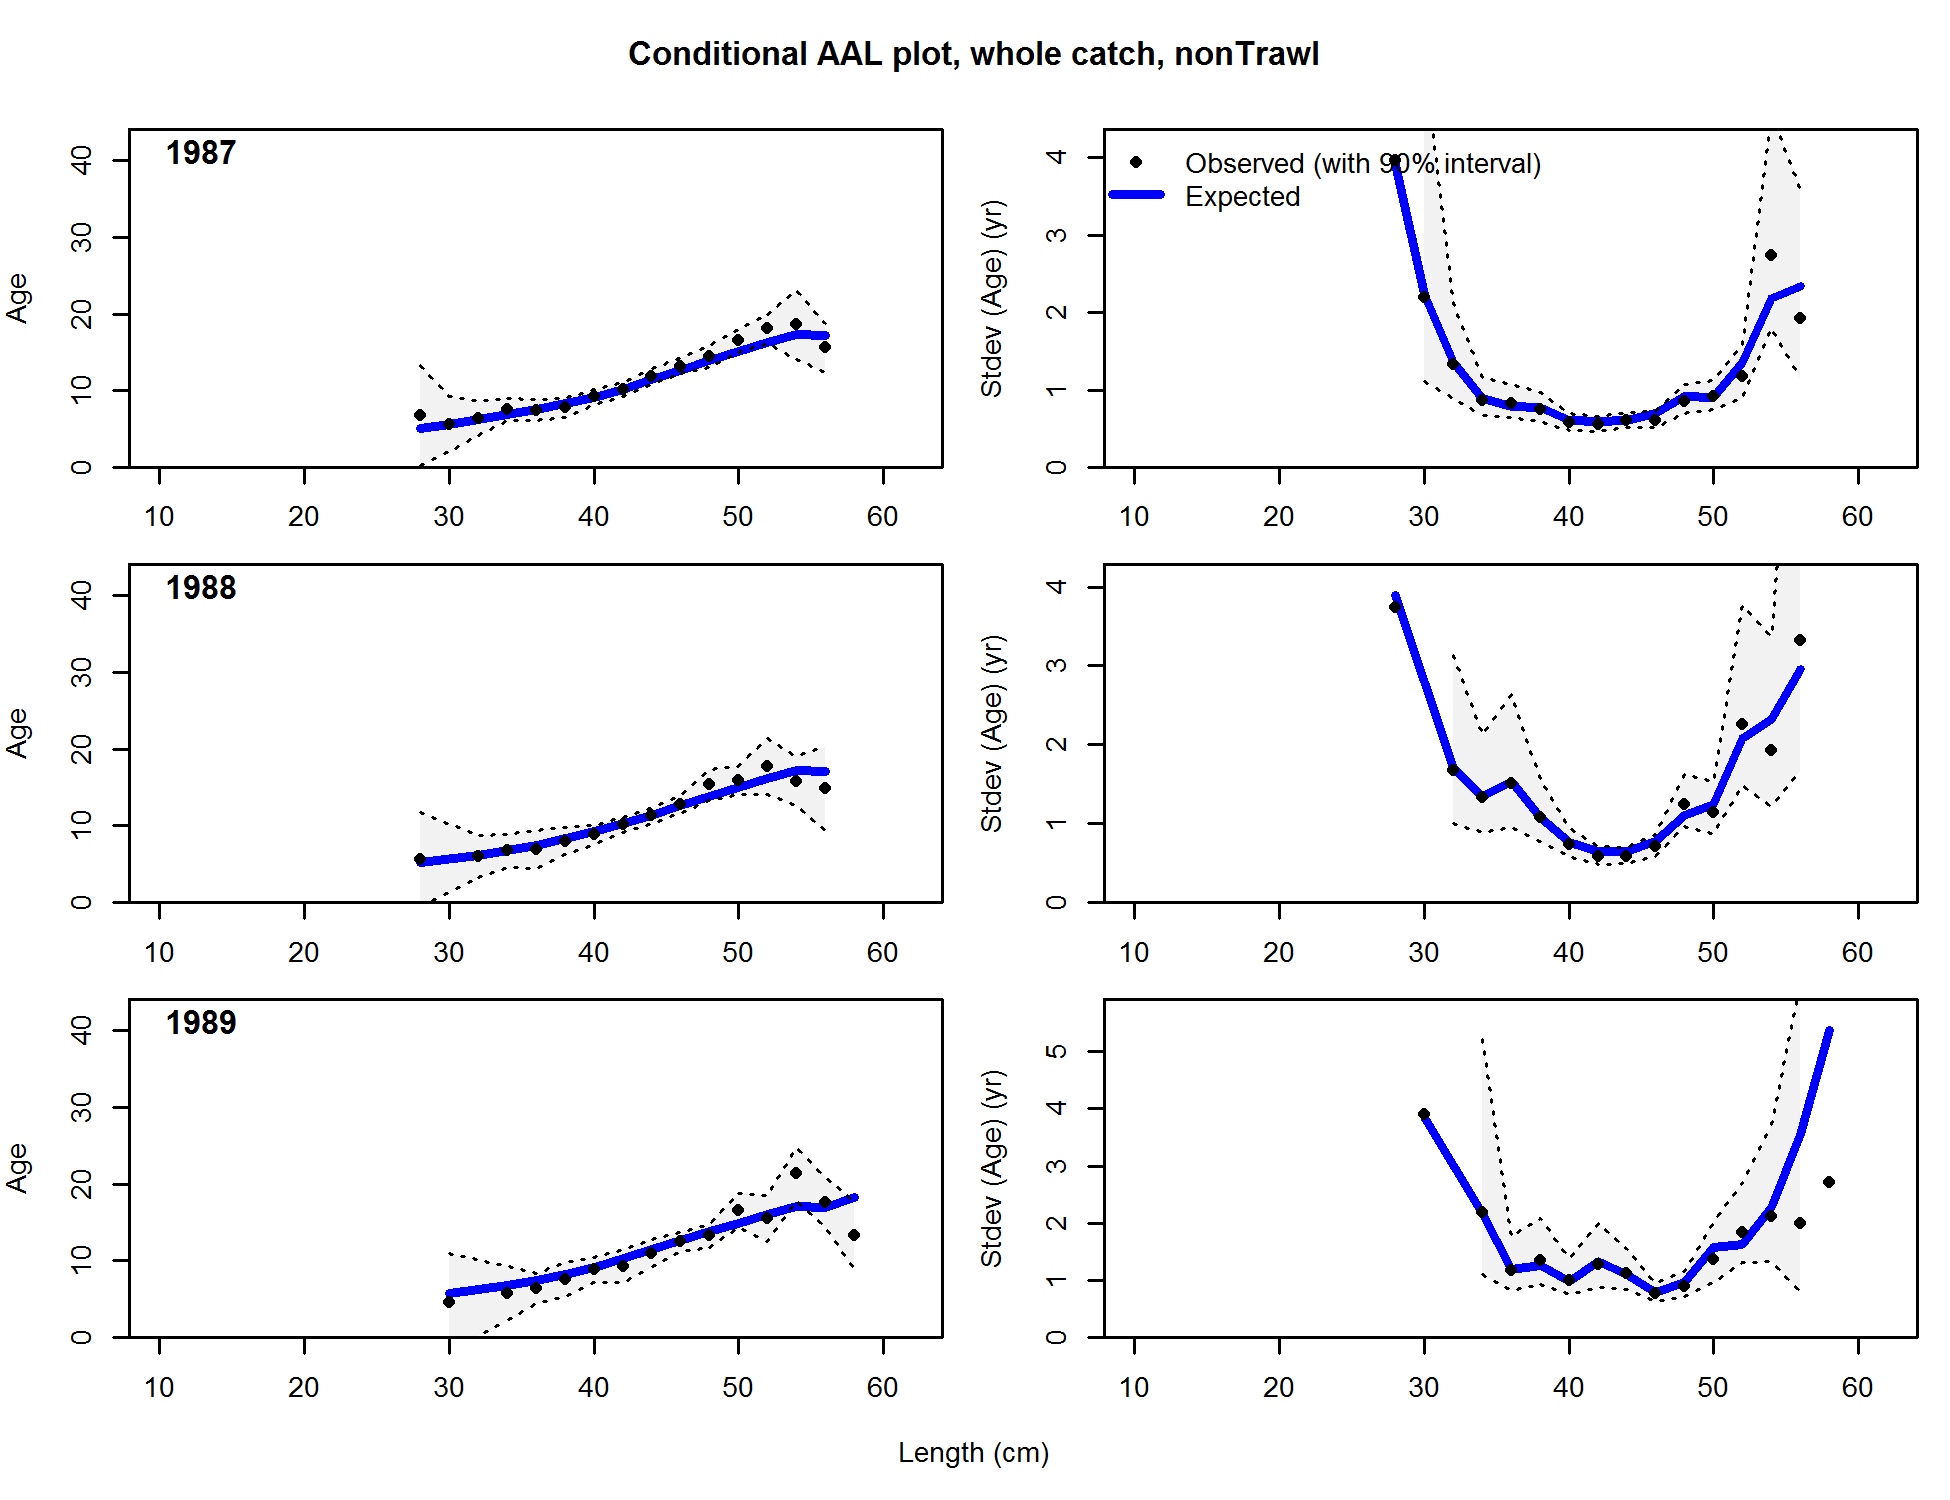 Conditional AAL plot, whole catch, nonTrawl
1987
Age
0 10 20 30 40
10 20 30 40 50 60
Observed (with 90% interval)
Expected
Stdev (Age) (yr)
0 1 2 3 4
10 20 30 40 50 60
1988
Age
0 10 20 30 40
10 20 30 40 50 60
Stdev (Age) (yr)
0 1 2 3 4
10 20 30 40 50 60
1989
Age
0 10 20 30 40
10 20 30 40 50 60
Stdev (Age) (yr)
0 1 2 3 4 5
10 20 30 40 50 60
Length (cm)